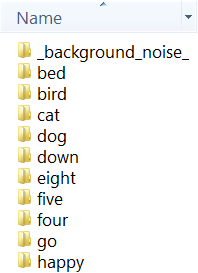 Name
_background_noise_
bed
bird
cat
dog
down
eight
five
four
go
happy